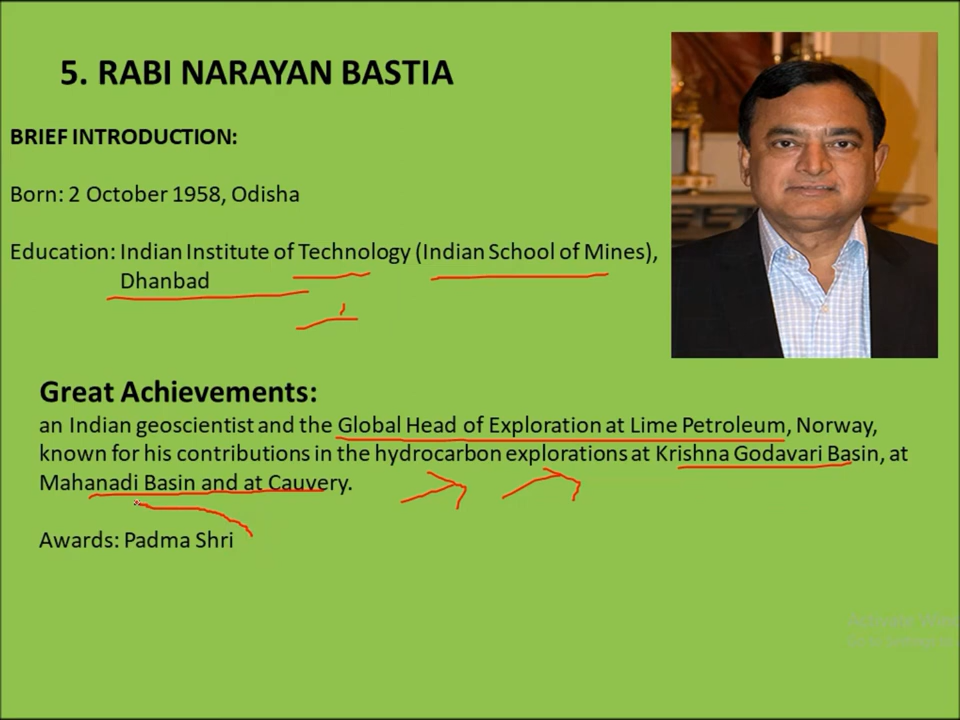 5. RABI NARAYAN BASTIA
BRIEF INTRODUCTION:
Born: 2 October 1958, Odisha
Education: Indian Institute of Technology (Indian School of Mines),
Dhanbad
Great Achievements:
an Indian geoscientist and the Global Head of Exploration at Lime Petroleum, Norway,
known for his contributions in the hydrocarbon explorations at Krishna Godavari Basin, at
Mahanadi Basin and at Cauvery.
Awards: Padma Shri